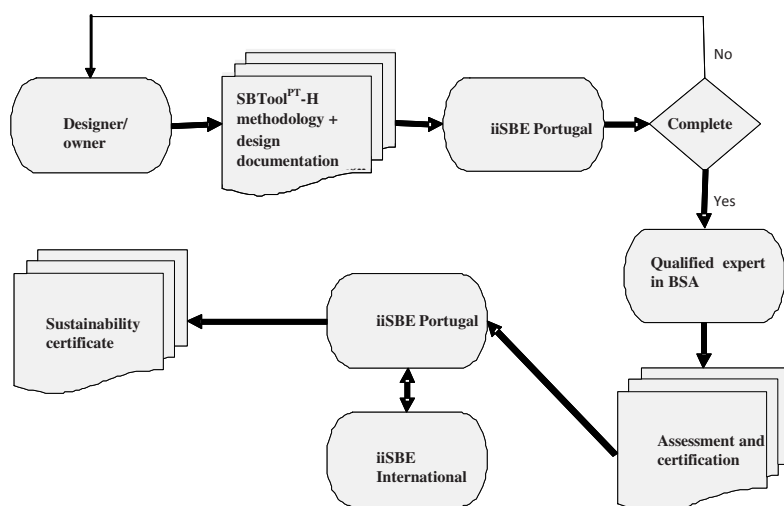 No
Designer/
owner
SBToolPT-H
methodology +
design
documentation
iiSBE Portugal
Complete
Yes
Qualified expert
in BSA
Sustainability
certificate
iiSBE Portugal
Assessment and
certification
iiSBE
International